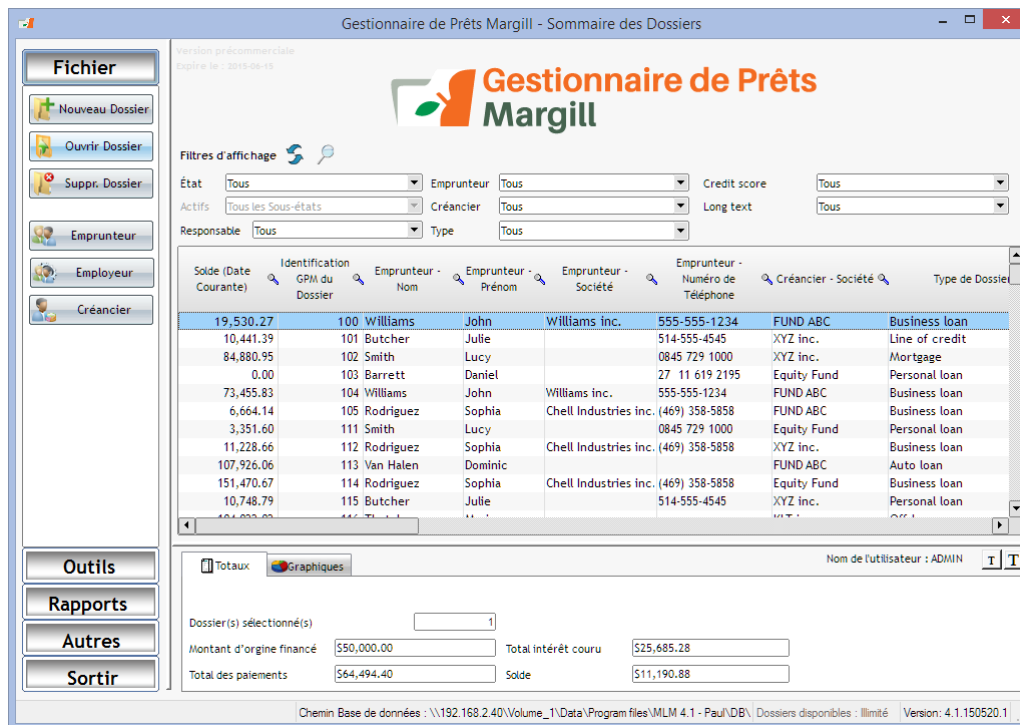 Gestionnaire de Prêts Margill - Sommaire des Dossiers
Fichier
Nouveau Dossier
Ouvrir Dossier
Suppr. Dossier
Emprunteur
Employeur
Créancier
Outils
Rapports
Autres
Sortir
Version précommerciale
Expire le : 2015-06-15
Gestionnaire de Prêts
Margill
Filtres d'affichage
État Tous Emprunteur Tous Credit score Tous
Actifs Tous les Sous-états Créancier Tous Long text Tous
Responsable Tous Type Tous
Solde (Date Courante) Identification GPM du Dossier Emprunteur - Nom Emprunteur - Prénom Emprunteur - Société Emprunteur - Numéro de Téléphone Créancier - Société Type de Dossier
19,530.27 100 Williams John Williams inc. 555-555-1234 FUND ABC Business loan
10,441.39 101 Butcher Julie 514-555-4545 XYZ inc. Line of credit
84,880.95 102 Smith Lucy 0845 729 1000 XYZ inc. Mortgage
0.00 103 Barrett Daniel 27 11 619 2195 Equity Fund Personal loan
73,455.83 104 Williams John Williams inc. 555-555-1234 FUND ABC Business loan
6,664.14 105 Rodriguez Sophia Chell Industries inc. (469) 358-5858 FUND ABC Business loan
3,351.60 111 Smith Lucy 0845 729 1000 Equity Fund Personal loan
11,228.66 112 Rodriguez Sophia Chell Industries inc. (469) 358-5858 XYZ inc. Business loan
107,926.06 113 Van Halen Dominic FUND ABC Auto loan
151,470.67 114 Rodriguez Sophia Chell Industries inc. (469) 358-5858 Equity Fund Business loan
10,748.79 115 Butcher Julie 514-555-4545 XYZ inc. Personal loan
Totaux Graphiques Nom de l'utilisateur : ADMIN T T
Dossier(s) sélectionné(s) 1
Montant d'orgine financé $50,000.00 Total intérêt couru $25,685.28
Total des paiements $64,494.40 Solde $11,190.88
Chemin Base de données : \\192.168.2.40\Volume_1\Data\Program files\MLM 4.1 - Paul\DB\ Dossiers disponibles : Illimité Version: 4.1.150520.1